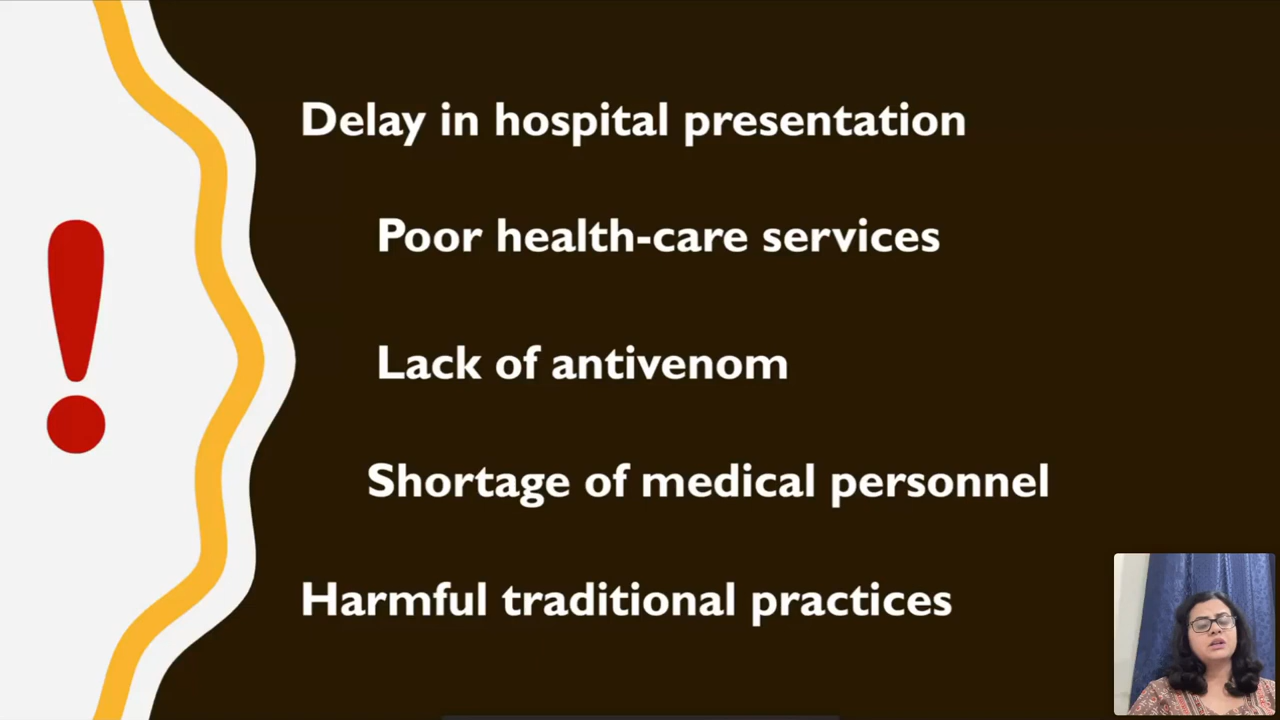 Delay in hospital presentation
Poor health-care services
Lack of antivenom
Shortage of medical personnel
Harmful traditional practices